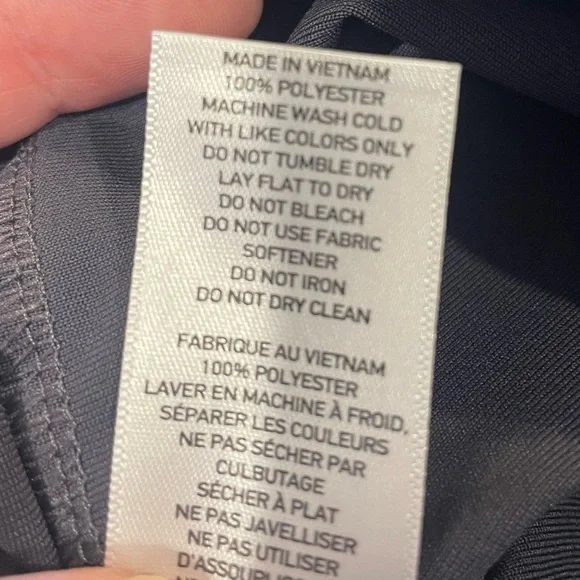 MADE IN VIETNAM
100% POLYESTER
MACHINE WASH COLD
WITH LIKE COLORS ONLY
DO NOT TUMBLE DRY
LAY FLAT TO DRY
DO NOT BLEACH
DO NOT USE FABRIC
SOFTENER
DO NOT IRON
DO NOT DRY CLEAN
FABRIQUE AU VIETNAM
100% POLYESTER
LAVER EN MACHINE À FROID,
SÉPARER LES COULEURS
NE PAS SÉCHER PAR
CULBUTAGE
SÉCHER À PLAT
NE PAS JAVELLISER
NE PAS UTILISER